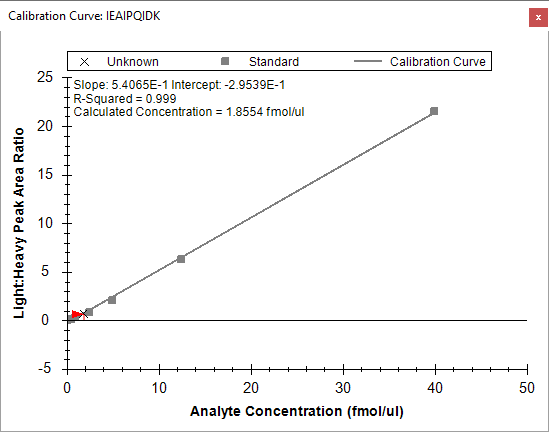 Calibration Curve: IEAIPQIDK
x
Unknown Standard Calibration Curve
Slope: 5.4065E-1 Intercept: -2.9539E-1
R-Squared = 0.999
Calculated Concentration = 1.8554 fmol/ul
25
20
15
10
5
0
-5
Light:Heavy Peak Area Ratio
0 10 20 30 40 50
Analyte Concentration (fmol/ul)